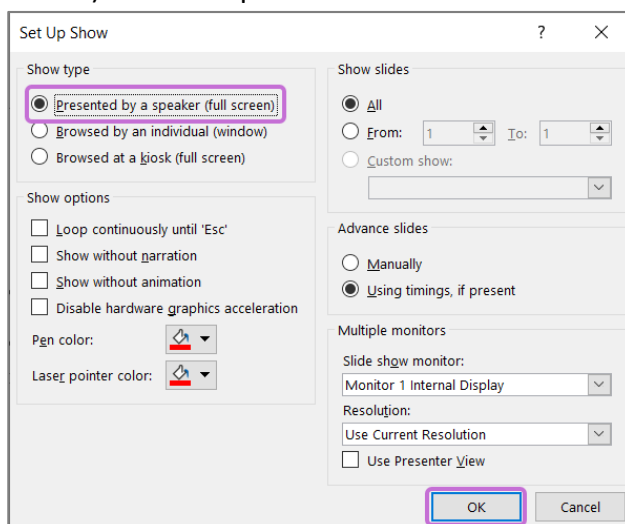 Set Up Show ? X
Show type
Presented by a speaker (full screen)
Browsed by an individual (window)
Browsed at a kiosk (full screen)
Show options
Loop continuously until 'Esc'
Show without narration
Show without animation
Disable hardware graphics acceleration
Pen color:
Laser pointer color:
Show slides
All
From: 1 To: 1
Custom show:
Advance slides
Manually
Using timings, if present
Multiple monitors
Slide show monitor:
Monitor 1 Internal Display
Resolution:
Use Current Resolution
Use Presenter View
OK Cancel